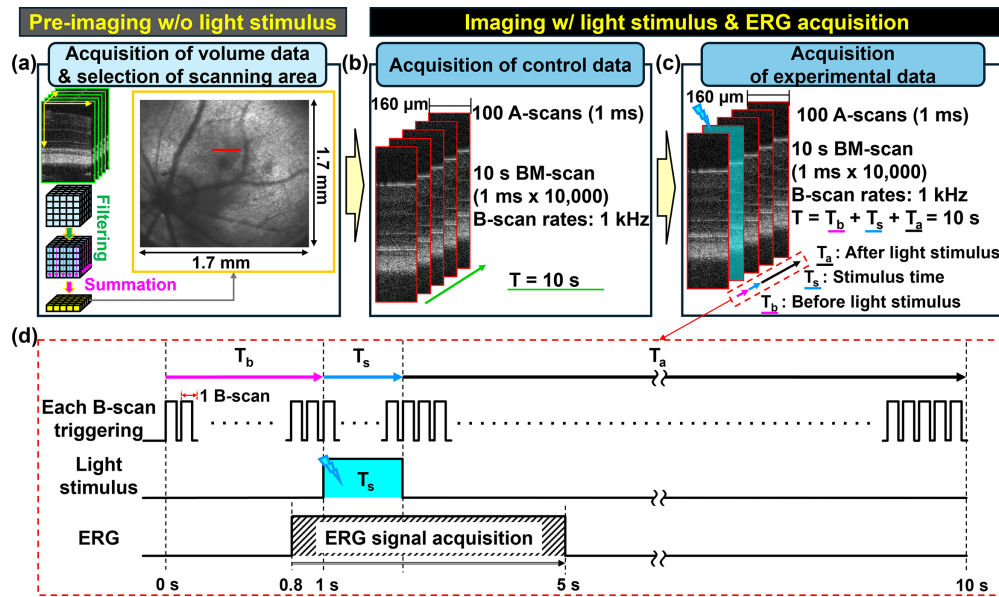 Pre-imaging w/o light stimulus
Imaging w/ light stimulus & ERG acquisition
(a)
Acquisition of volume data
& selection of scanning area
Filtering
Summation
1.7 mm
1.7 mm
(b)
Acquisition of control data
160 µm
100 A-scans (1 ms)
10 s BM-scan
(1 ms x 10,000)
B-scan rates: 1 kHz
T = 10 s
(c)
Acquisition
of experimental data
160 µm
100 A-scans (1 ms)
10 s BM-scan
(1 ms x 10,000)
B-scan rates: 1 kHz
T = Tb + Ts + Ta = 10 s
Ta : After light stimulus
Ts : Stimulus time
Tb : Before light stimulus
(d)
Tb
Ts
Ta
1 B-scan
Each B-scan
triggering
Light
stimulus
Ts
ERG
ERG signal acquisition
0 s
0.8
1 s
5 s
10 s